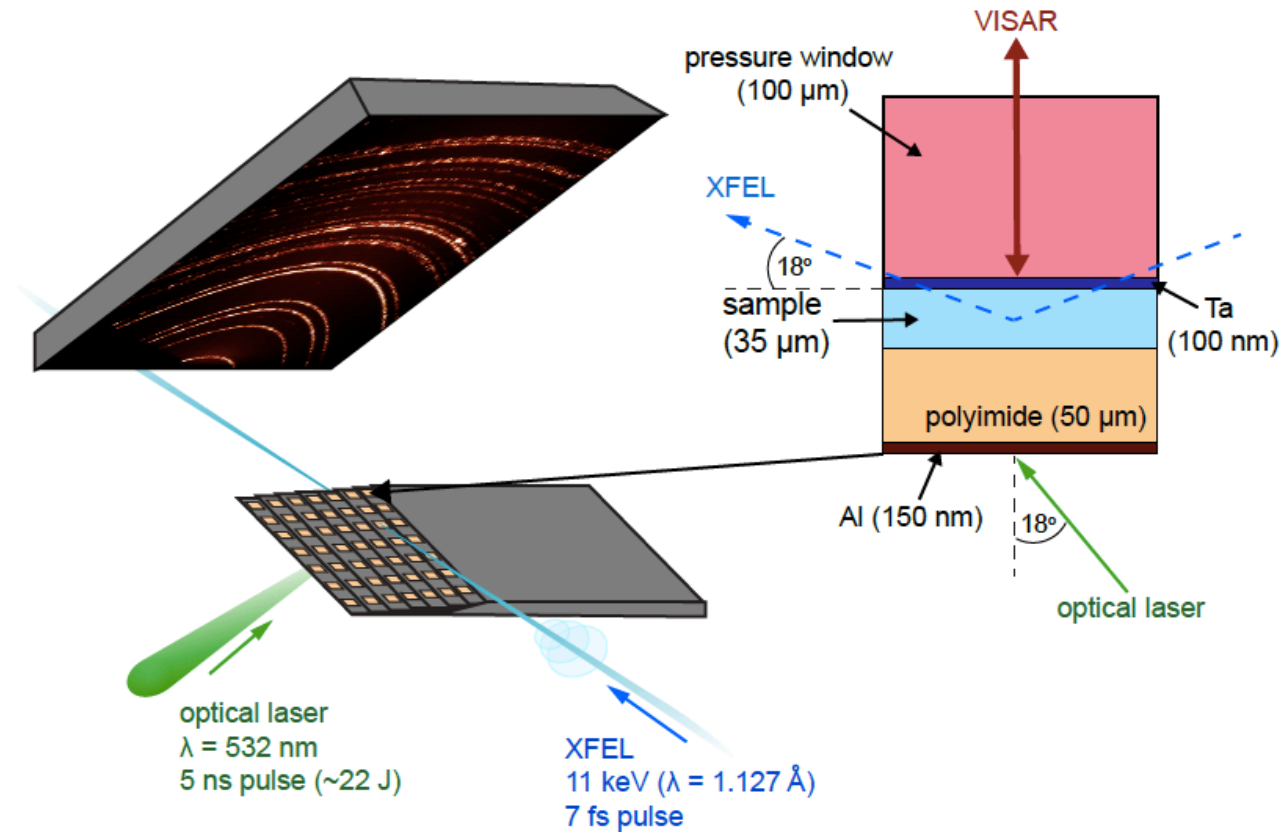 VISAR
pressure window
(100 µm)
XFEL
18°
sample
(35 µm)
Ta
(100 nm)
polyimide (50 µm)
Al (150 nm)
18°
optical laser
optical laser
λ = 532 nm
5 ns pulse (~22 J)
XFEL
11 keV (λ = 1.127 Å)
7 fs pulse